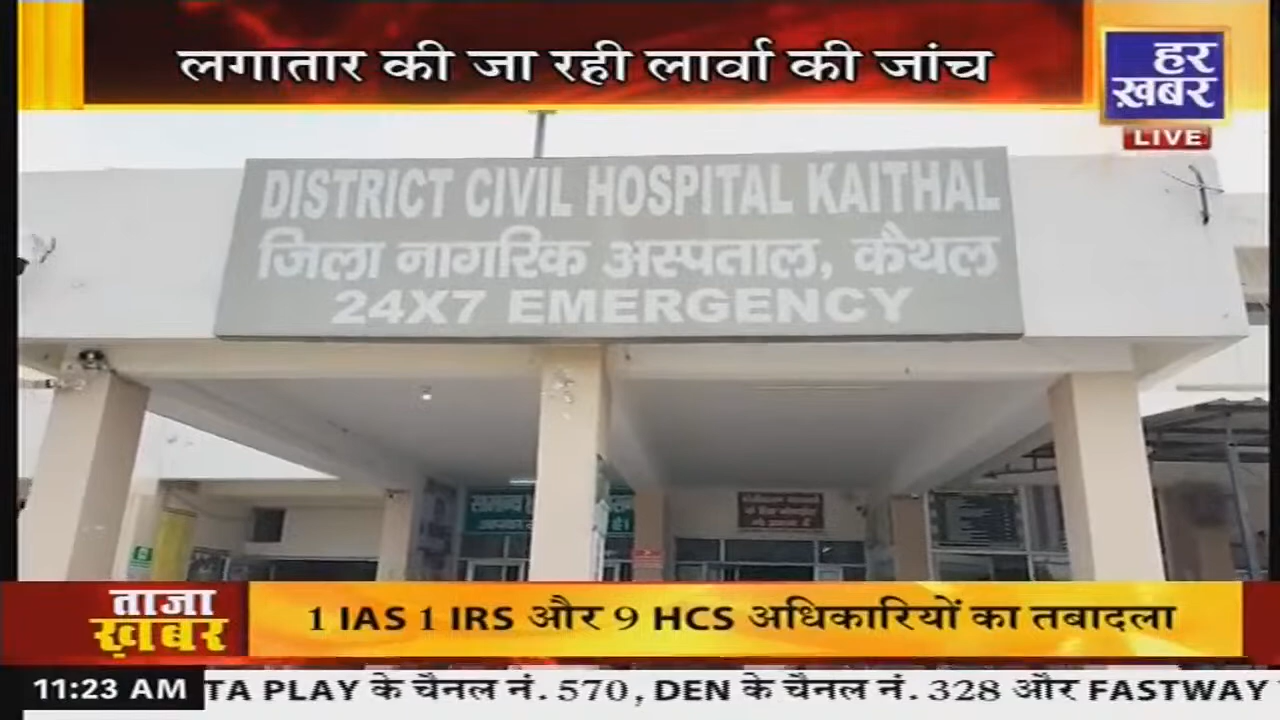 लगातार की जा रही लार्वा की जांच
हर
ख़बर
LIVE
DISTRICT CIVIL HOSPITAL KAITHAL
जिला नागरिक अस्पताल, कैथल
24X7 EMERGENCY
ताजा
ख़बर
1 IAS 1 IRS और 9 HCS अधिकारियों का तबादला
11:23 AM
TA PLAY के चैनल नं. 570, DEN के चैनल नं. 328 और FASTWAY